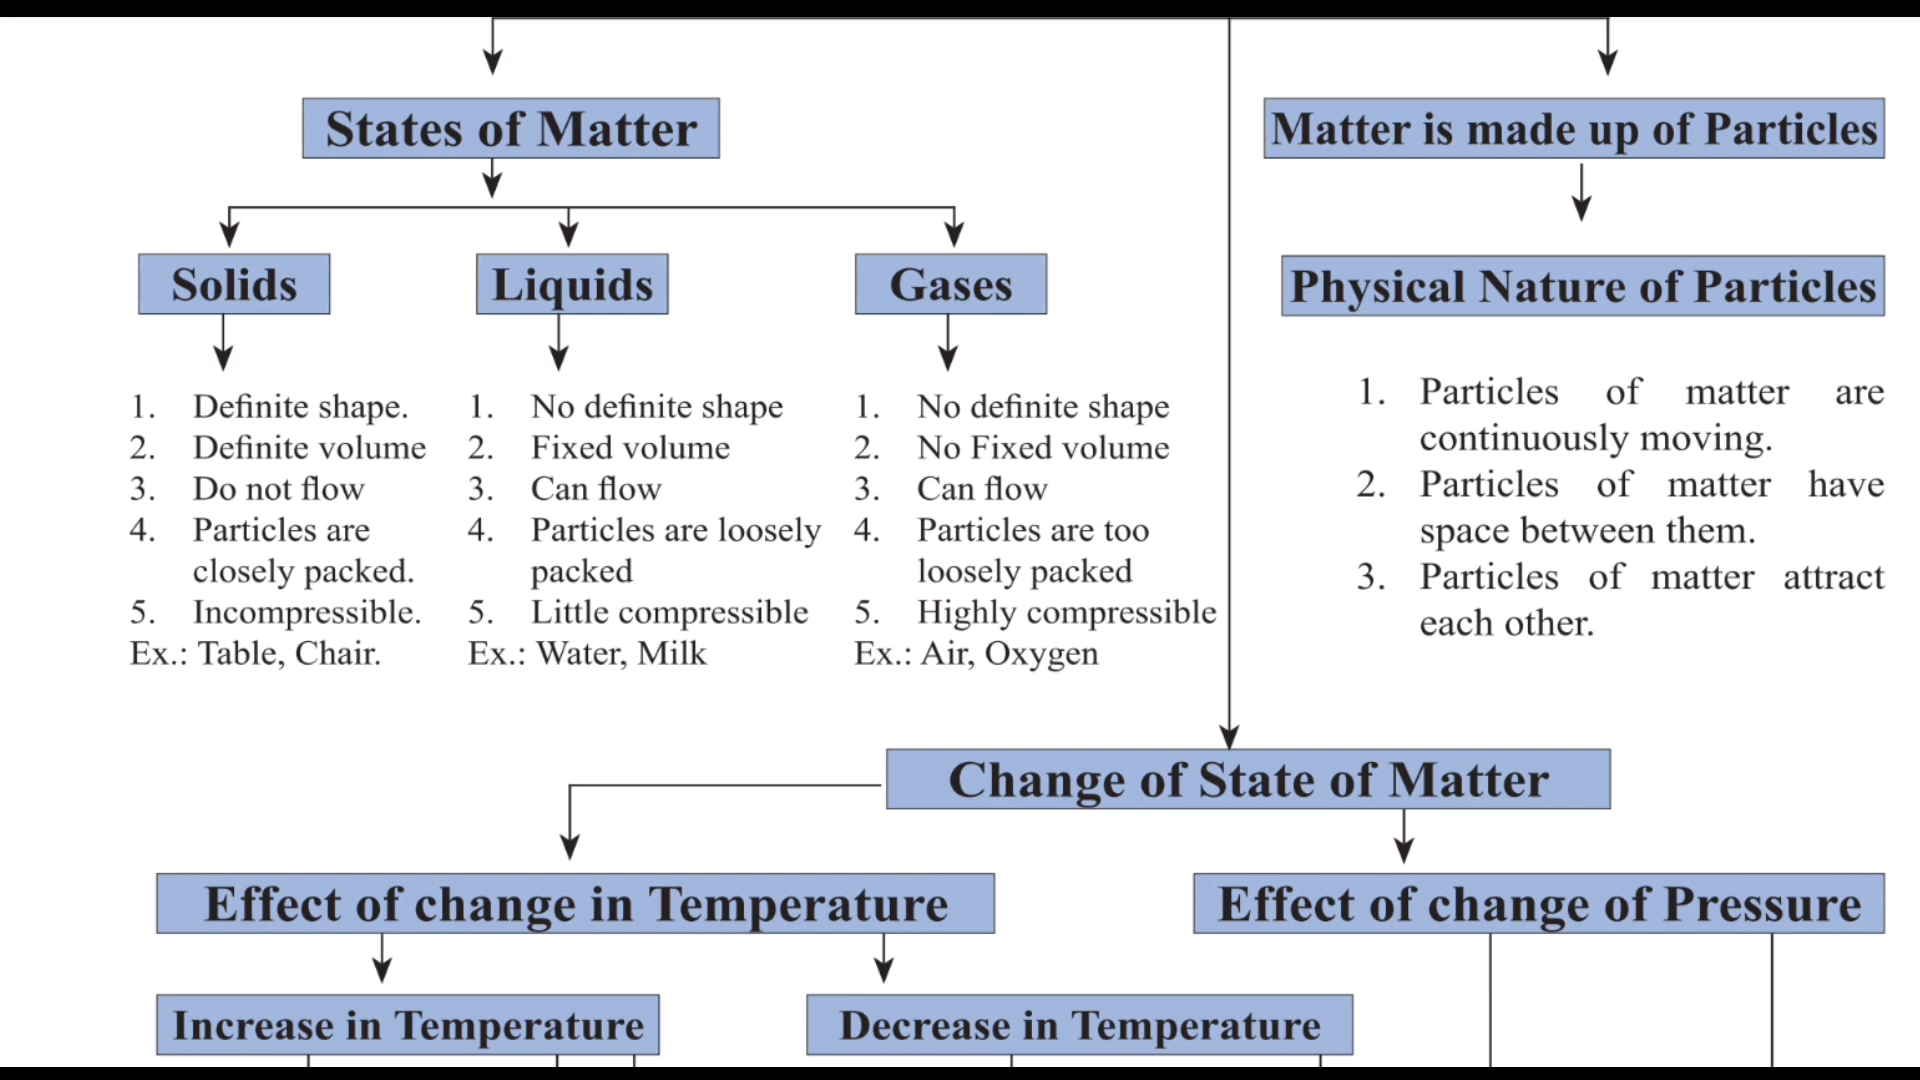 States of Matter
Matter is made up of Particles
Solids
Liquids
Gases
Physical Nature of Particles
1. Definite shape.
2. Definite volume
3. Do not flow
4. Particles are
closely packed.
5. Incompressible.
Ex.: Table, Chair.
1. No definite shape
2. Fixed volume
3. Can flow
4. Particles are loosely
packed
5. Little compressible
Ex.: Water, Milk
1. No definite shape
2. No Fixed volume
3. Can flow
4. Particles are too
loosely packed
5. Highly compressible
Ex.: Air, Oxygen
1. Particles of matter are
continuously moving.
2. Particles of matter have
space between them.
3. Particles of matter attract
each other.
Change of State of Matter
Effect of change in Temperature
Effect of change of Pressure
Increase in Temperature
Decrease in Temperature